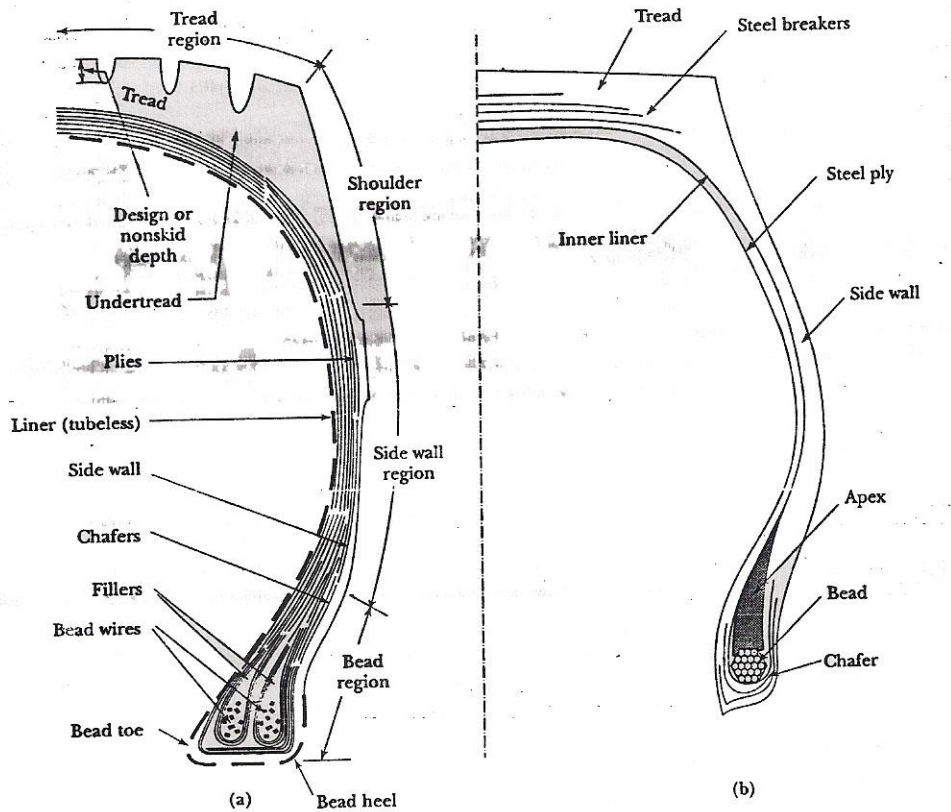 Tread
region
Tread
Design or
nonskid
depth
Undertread
Shoulder
region
Plies
Liner (tubeless)
Side wall
Side wall
region
Chafers
Fillers
Bead wires
Bead
region
Bead toe
Bead heel
(a)
Tread
Steel breakers
Steel ply
Inner liner
Side wall
Apex
Bead
Chafer
(b)